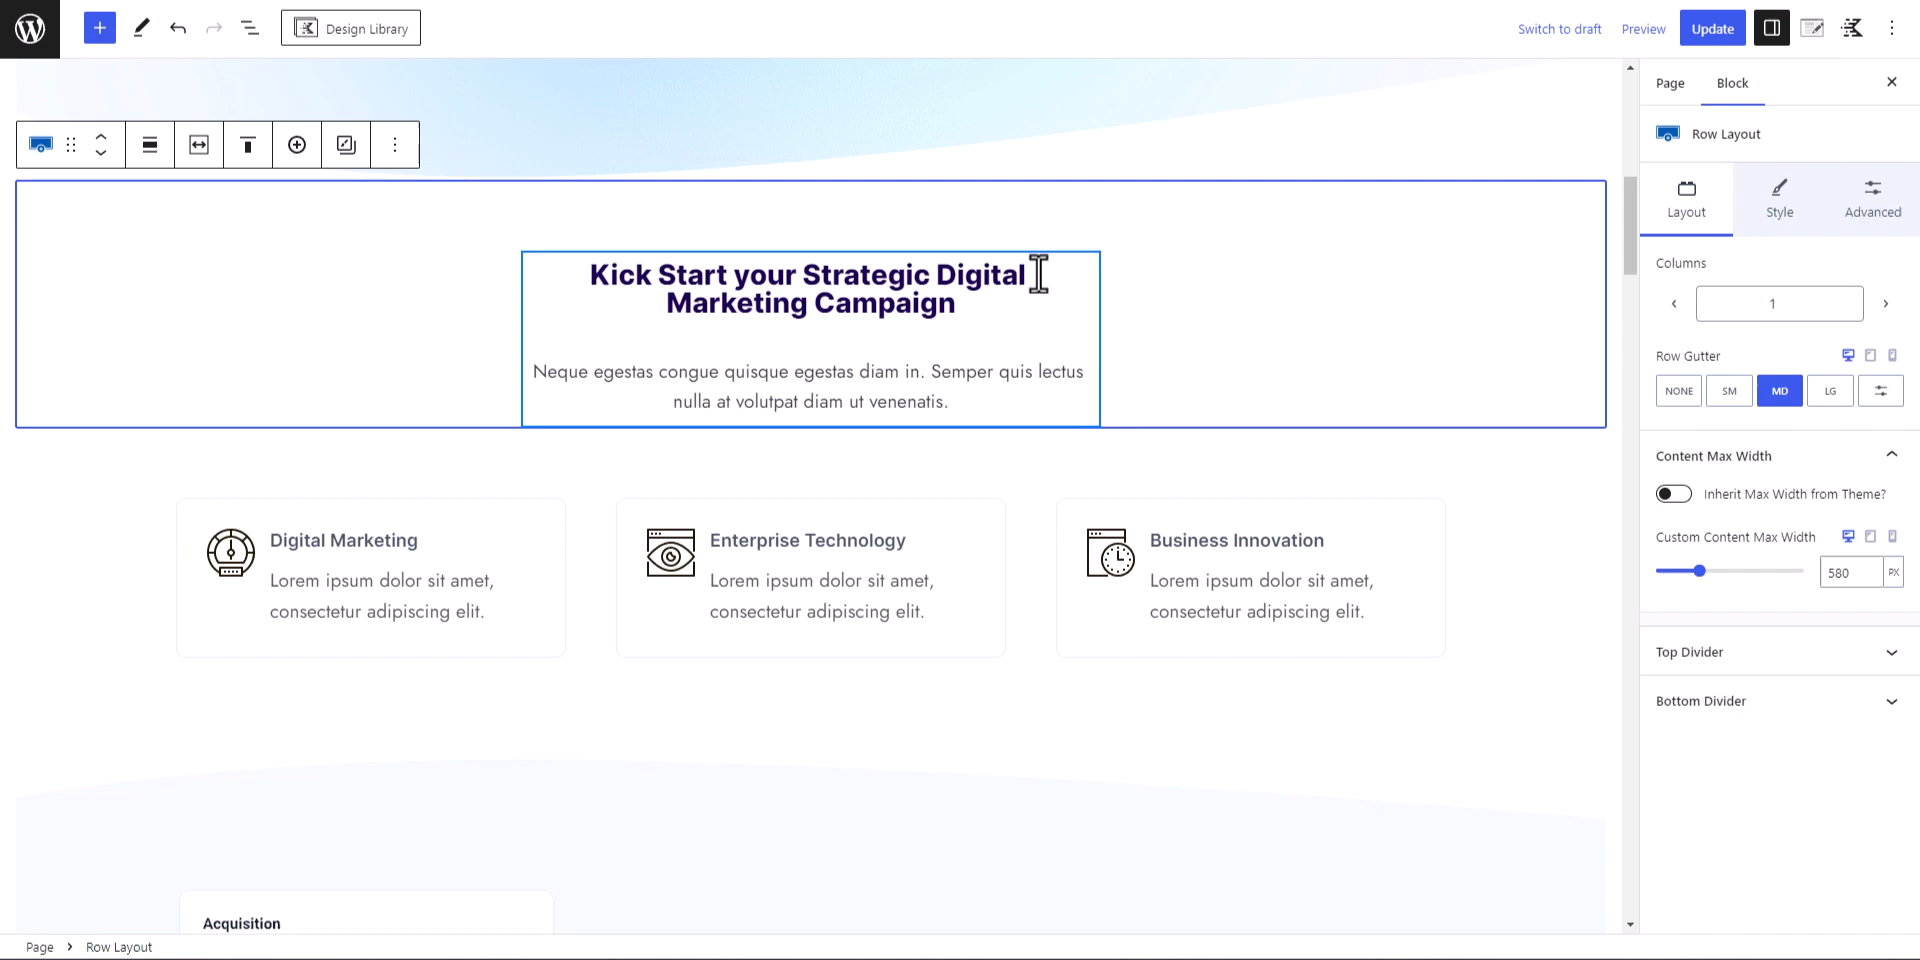 Design Library
Switch to draft
Preview
Update
Page
Block
Row Layout
Layout
Style
Advanced
Columns
1
Row Gutter
NONE
SM
MD
LG
Content Max Width
Inherit Max Width from Theme?
Custom Content Max Width
580
PX
Top Divider
Bottom Divider
Kick Start your Strategic Digital
Marketing Campaign
Neque egestas congue quisque egestas diam in. Semper quis lectus
nulla at volutpat diam ut venenatis.
Digital Marketing
Lorem ipsum dolor sit amet,
consectetur adipiscing elit.
Enterprise Technology
Lorem ipsum dolor sit amet,
consectetur adipiscing elit.
Business Innovation
Lorem ipsum dolor sit amet,
consectetur adipiscing elit.
Acquisition
Page > Row Layout